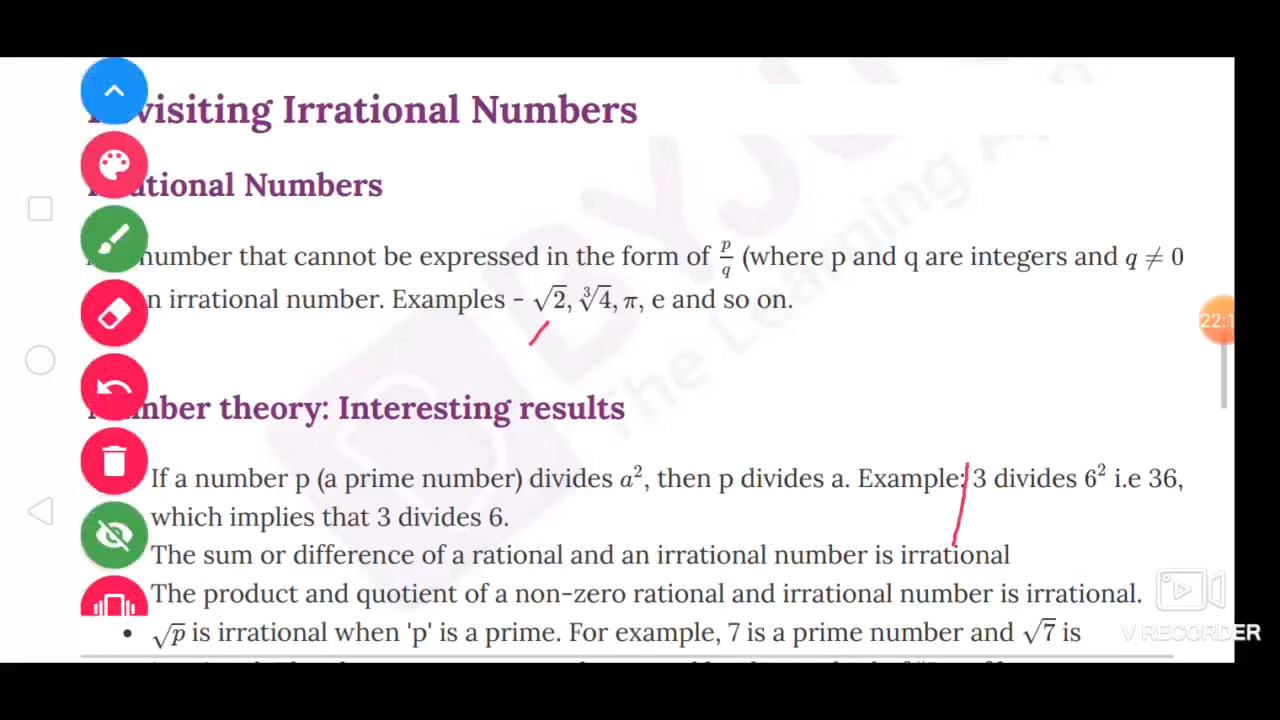 visiting Irrational Numbers
ational Numbers
number that cannot be expressed in the form of p/q (where p and q are integers and q ≠ 0
n irrational number. Examples - √2, ∛4, π, e and so on.
22:1
mber theory: Interesting results
If a number p (a prime number) divides a², then p divides a. Example: 3 divides 6² i.e 36,
which implies that 3 divides 6.
The sum or difference of a rational and an irrational number is irrational
The product and quotient of a non-zero rational and irrational number is irrational.
• √p is irrational when 'p' is a prime. For example, 7 is a prime number and √7 is
V RECORDER
BYJ
The Learning A